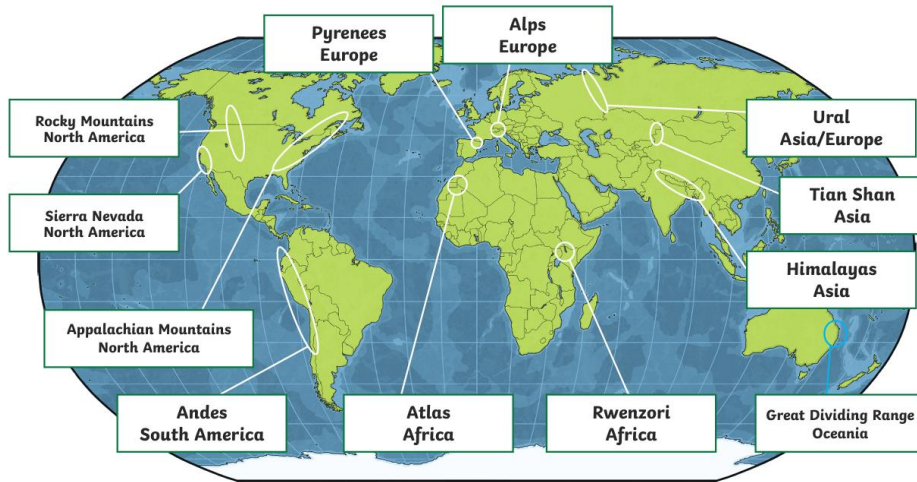 Pyrenees
Europe
Alps
Europe
Rocky Mountains
North America
Ural
Asia/Europe
Sierra Nevada
North America
Tian Shan
Asia
Himalayas
Asia
Appalachian Mountains
North America
Andes
South America
Atlas
Africa
Rwenzori
Africa
Great Dividing Range
Oceania